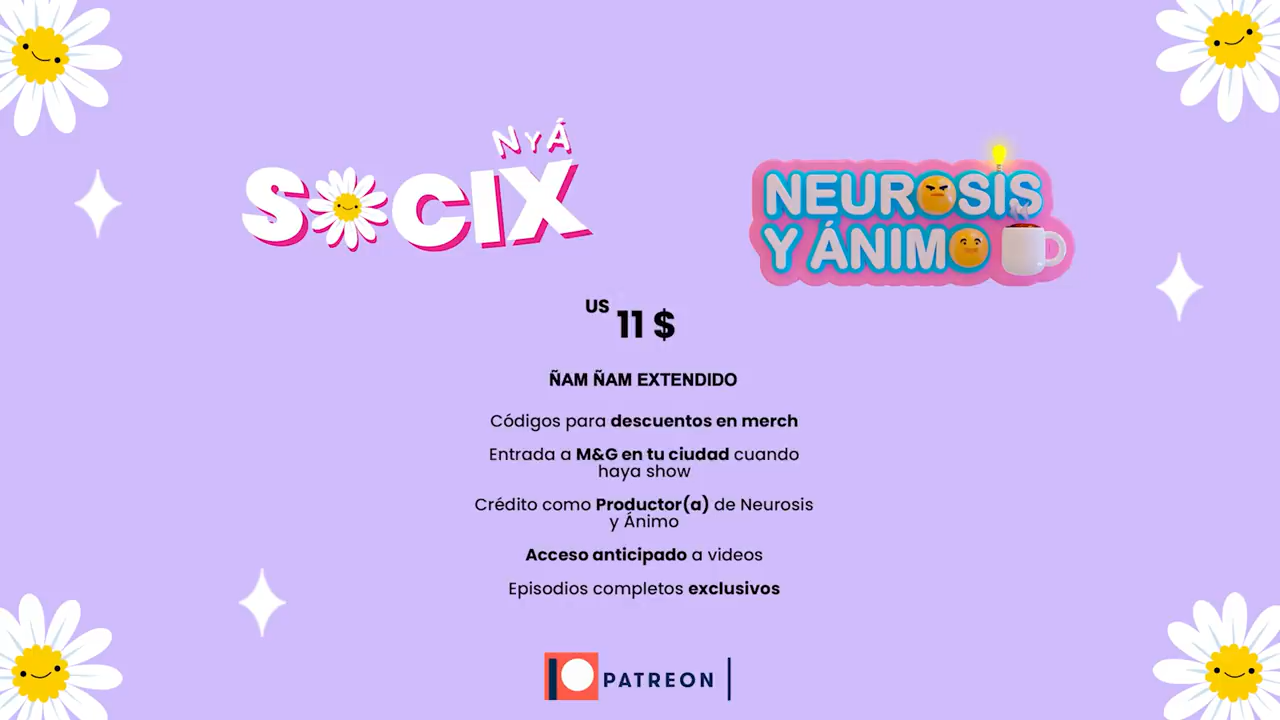 NYÁ
SOCIX
NEUROSIS
Y ÁNIMO
US
11 $
ÑAM ÑAM EXTENDIDO
Códigos para descuentos en merch
Entrada a M&G en tu ciudad cuando
haya show
Crédito como Productor(a) de Neurosis
y Ánimo
Acceso anticipado a videos
Episodios completos exclusivos
PATREON